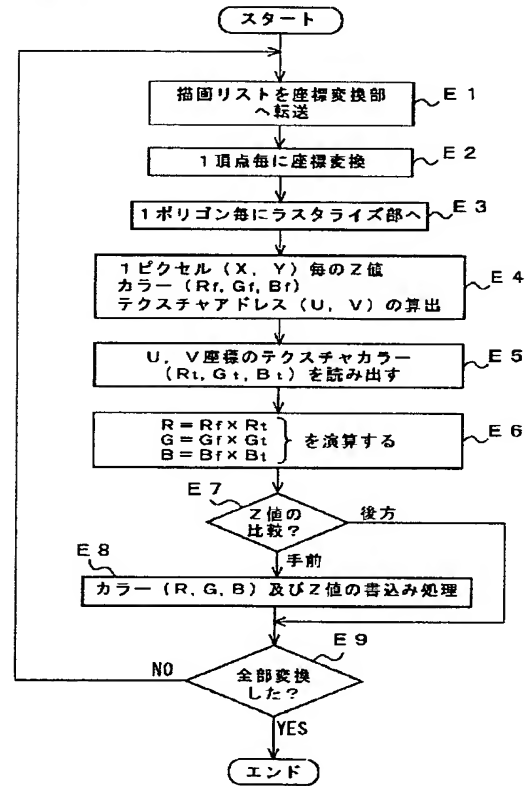 スタート
描画リストを座標変換部
へ転送
E1
1頂点毎に座標変換
E2
1ポリゴン毎にラスタライズ部へ
E3
1ピクセル(X, Y)毎のZ値
カラー(Rf, Gf, Bf)
テクスチャアドレス(U, V)の算出
E4
U, V座標のテクスチャカラー
(Rt, Gt, Bt)を読み出す
E5
R=Rf×Rt
G=Gf×Gt を演算する
B=Bf×Bt
E6
E7
Z値の
比較?
後方
手前
E8
カラー(R, G, B)及びZ値の書込み処理
E9
全部変換
した?
NO
YES
エンド